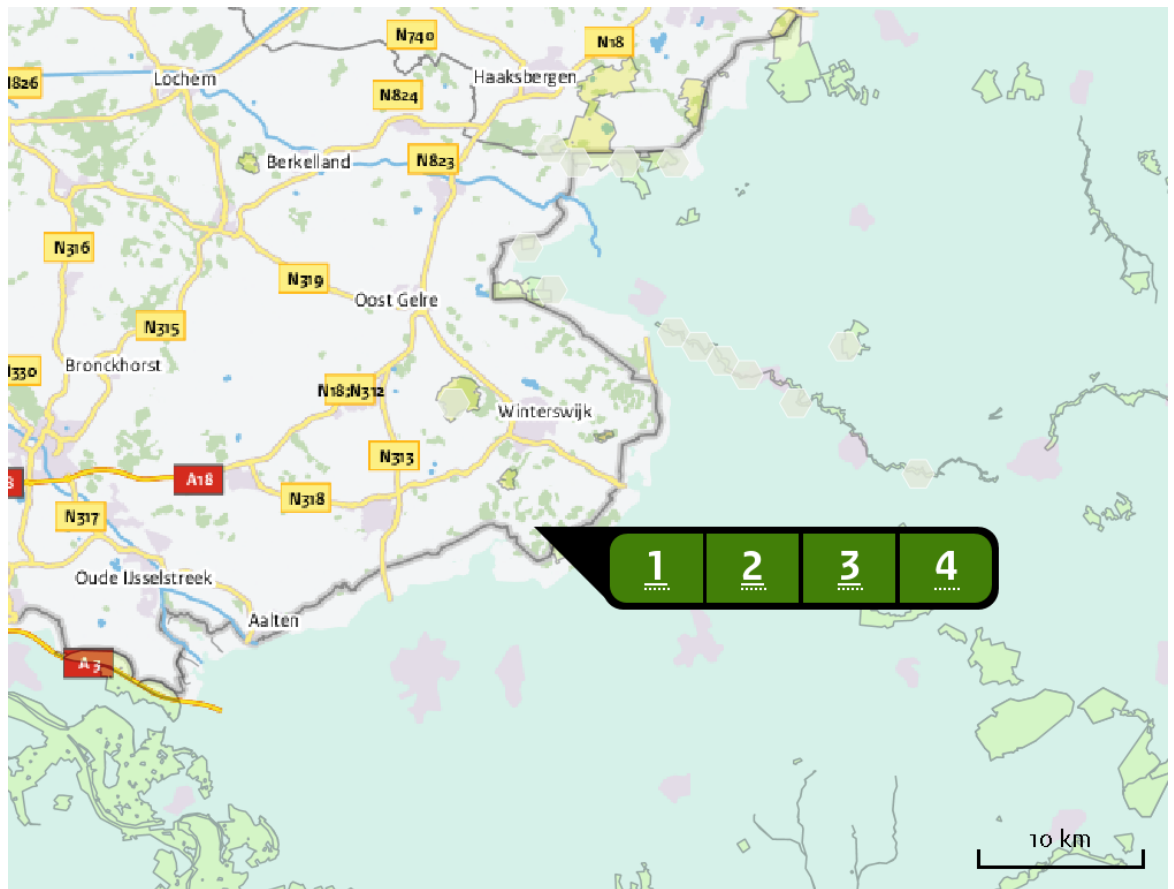 N740
N18
N826
Lochem
Haaksbergen
N824
Berkelland
N823
N316
N319
Oost Gelre
N315
Bronckhorst
N18;N312
Winterswijk
N313
A18
N318
N317
1 2 3 4
Oude IJsselstreek
Aalten
A3
10 km